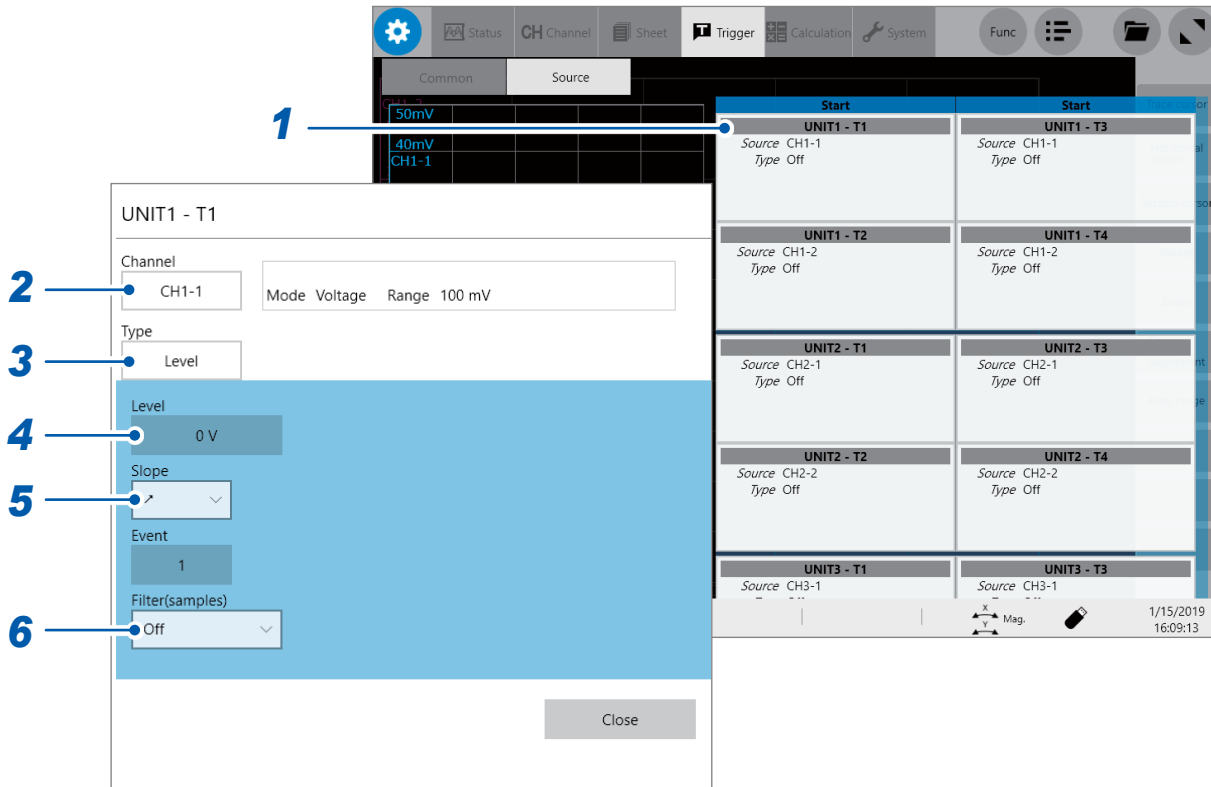 Status
CH Channel
Sheet
Trigger
Calculation
System
Func
Common
Source
CH1-2
50mV
40mV
CH1-1
Start
Start
Trace cursor
1
UNIT1 - T1
Source CH1-1
Type Off
UNIT1 - T3
Source CH1-1
Type Off
UNIT1 - T2
Source CH1-2
Type Off
UNIT1 - T4
Source CH1-2
Type Off
UNIT2 - T1
Source CH2-1
Type Off
UNIT2 - T3
Source CH2-1
Type Off
UNIT2 - T2
Source CH2-2
Type Off
UNIT2 - T4
Source CH2-2
Type Off
UNIT3 - T1
Source CH3-1
UNIT3 - T3
Source CH3-1
X
Y
Mag.
1/15/2019
16:09:13
UNIT1 - T1
Channel
2
CH1-1
Mode Voltage Range 100 mV
Type
3
Level
Level
4
0 V
Slope
5
↗
Event
1
Filter(samples)
6
Off
Close